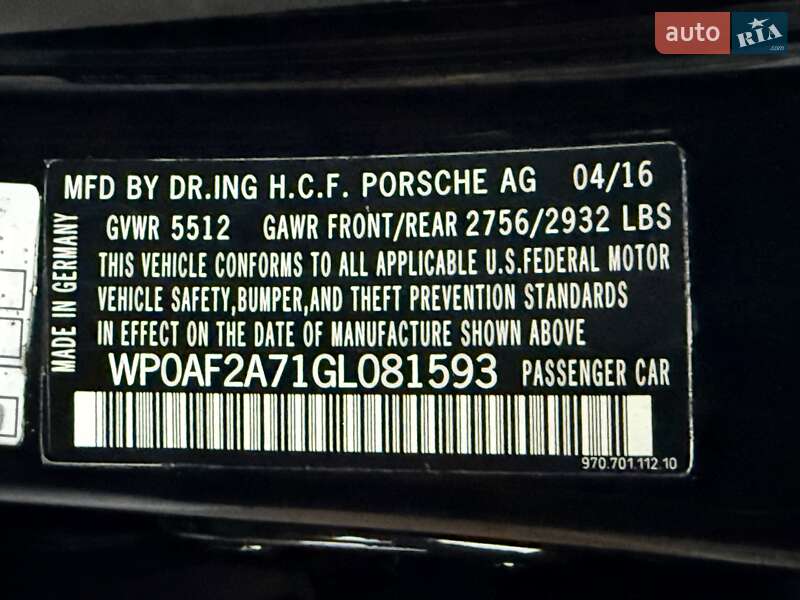 auto RIA
.com
MFD BY DR.ING H.C.F. PORSCHE AG 04/16
GVWR 5512 GAWR FRONT/REAR 2756/2932 LBS
THIS VEHICLE CONFORMS TO ALL APPLICABLE U.S.FEDERAL MOTOR
VEHICLE SAFETY,BUMPER,AND THEFT PREVENTION STANDARDS
IN EFFECT ON THE DATE OF MANUFACTURE SHOWN ABOVE
MADE IN GERMANY
WP0AF2A71GL081593 PASSENGER CAR
970.701.112.10